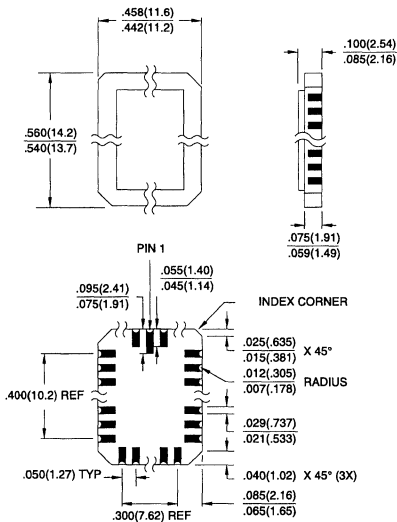 .458(11.6)
.442(11.2)
.100(2.54)
.085(2.16)
.560(14.2)
.540(13.7)
.075(1.91)
.059(1.49)
PIN 1
.055(1.40)
.045(1.14)
.095(2.41)
.075(1.91)
INDEX CORNER
.025(.635)
.015(.381) X 45°
.012(.305)
.007(.178) RADIUS
.400(10.2) REF
.029(.737)
.021(.533)
.050(1.27) TYP
.040(1.02) X 45° (3X)
.085(2.16)
.065(1.65)
.300(7.62) REF